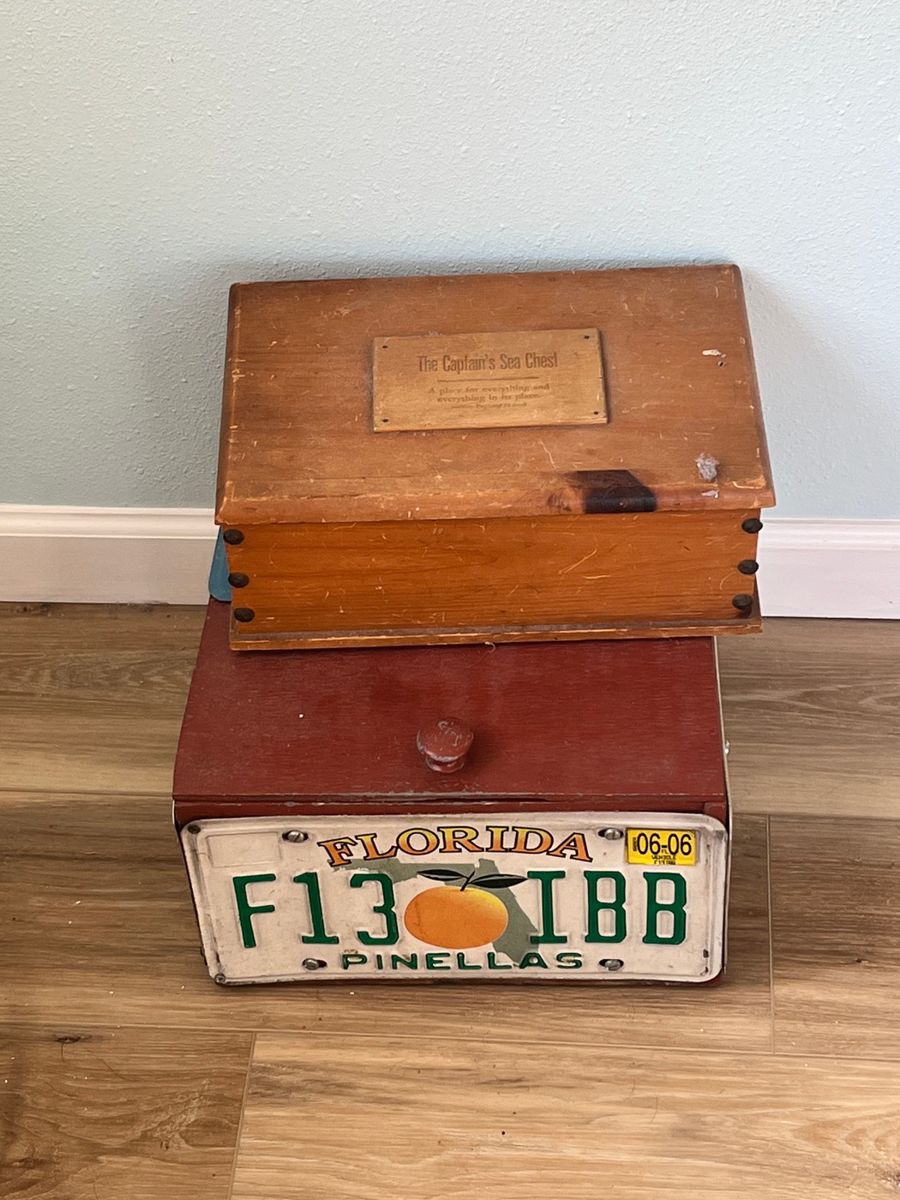 The Captain's Sea Chest
A place for everything and
everything in its place.
FLORIDA
06-06
F13 IBB
PINELLAS